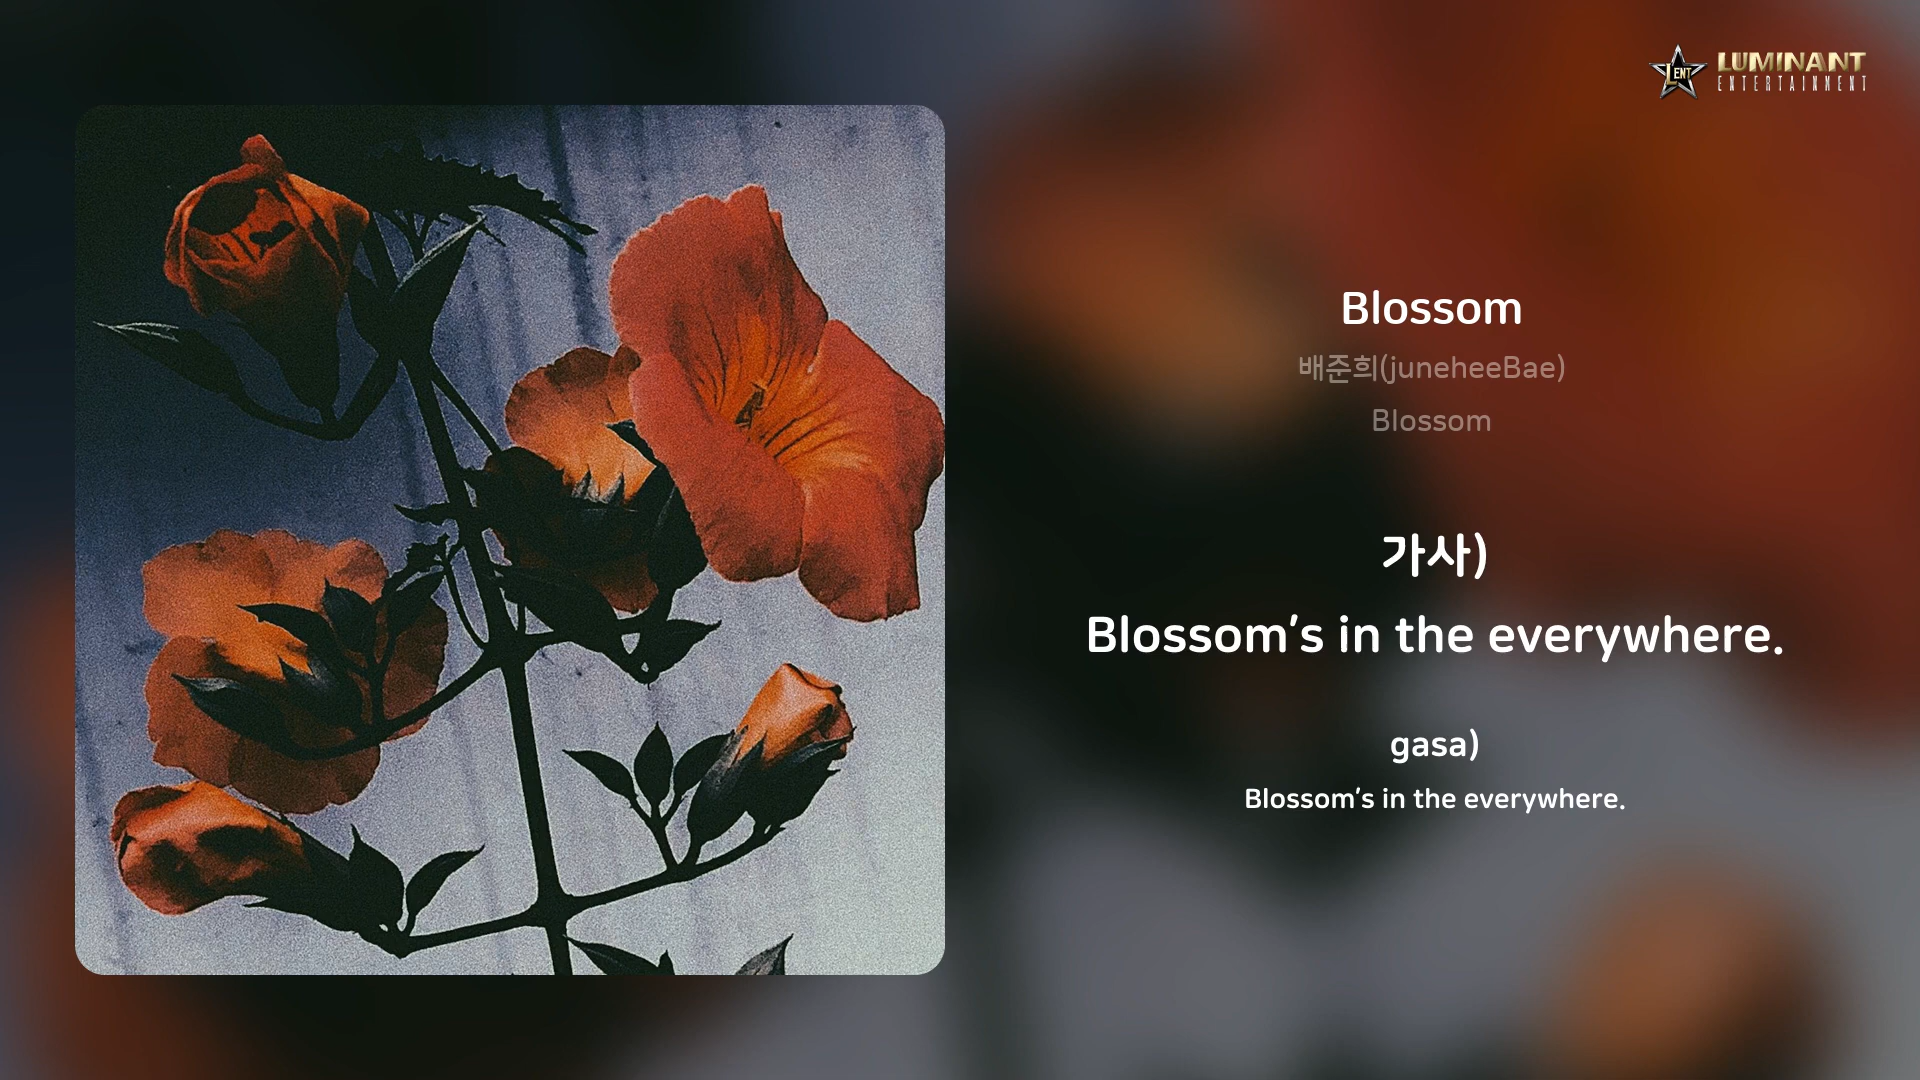 LENT
LUMINANT
ENTERTAINMENT
Blossom
배준희(juneheeBae)
Blossom
가사)
Blossom's in the everywhere.
gasa)
Blossom's in the everywhere.